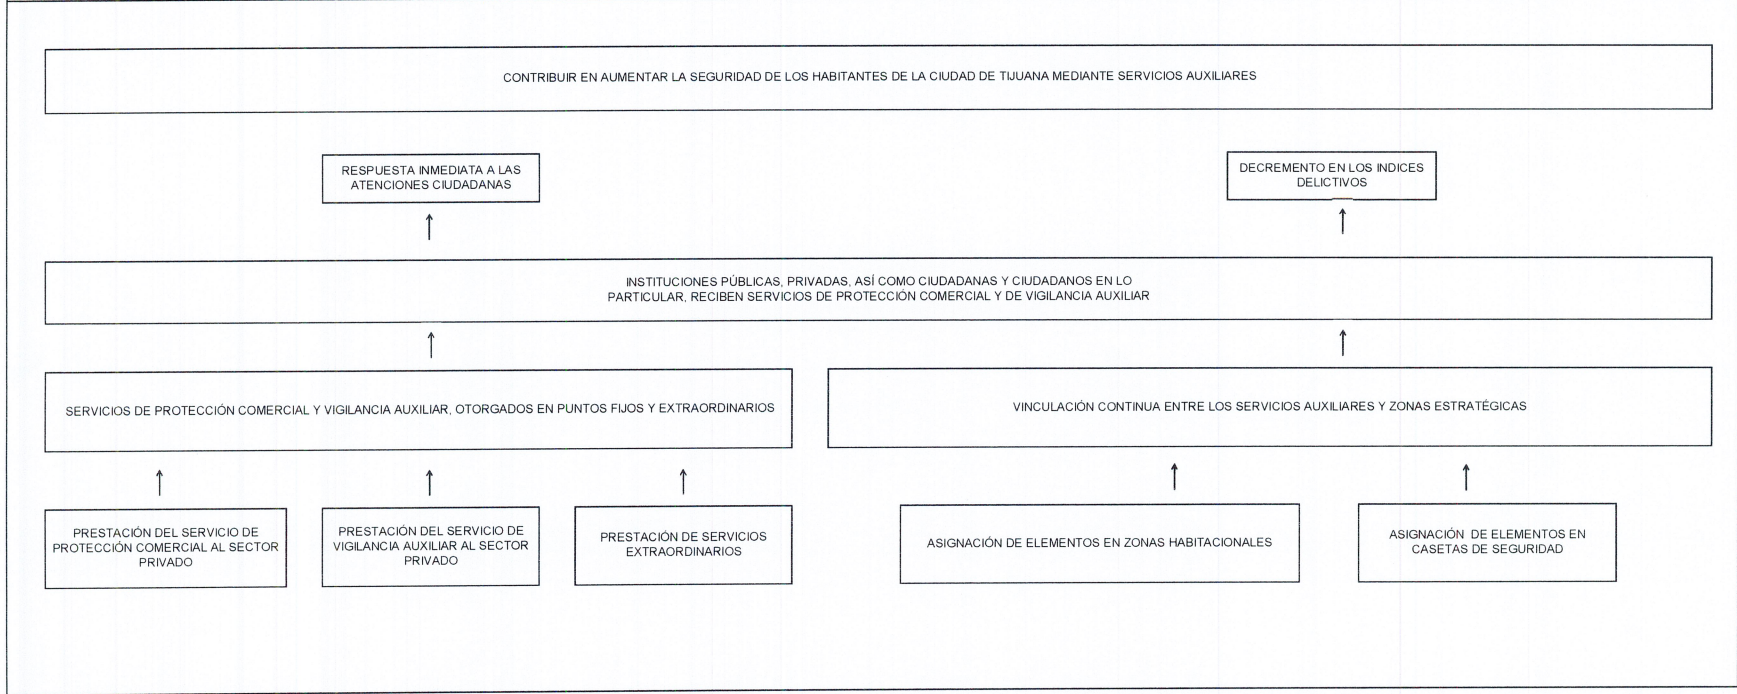 CONTRIBUIR EN AUMENTAR LA SEGURIDAD DE LOS HABITANTES DE LA CIUDAD DE TIJUANA MEDIANTE SERVICIOS AUXILIARES
RESPUESTA INMEDIATA A LAS
ATENCIONES CIUDADANAS
DECREMENTO EN LOS INDICES
DELICTIVOS
INSTITUCIONES PÚBLICAS, PRIVADAS, ASÍ COMO CIUDADANAS Y CIUDADANOS EN LO
PARTICULAR, RECIBEN SERVICIOS DE PROTECCIÓN COMERCIAL Y DE VIGILANCIA AUXILIAR
SERVICIOS DE PROTECCIÓN COMERCIAL Y VIGILANCIA AUXILIAR, OTORGADOS EN PUNTOS FIJOS Y EXTRAORDINARIOS
VINCULACIÓN CONTINUA ENTRE LOS SERVICIOS AUXILIARES Y ZONAS ESTRATÉGICAS
PRESTACIÓN DEL SERVICIO DE
PROTECCIÓN COMERCIAL AL SECTOR
PRIVADO
PRESTACIÓN DEL SERVICIO DE
VIGILANCIA AUXILIAR AL SECTOR
PRIVADO
PRESTACIÓN DE SERVICIOS
EXTRAORDINARIOS
ASIGNACIÓN DE ELEMENTOS EN ZONAS HABITACIONALES
ASIGNACIÓN DE ELEMENTOS EN
CASETAS DE SEGURIDAD